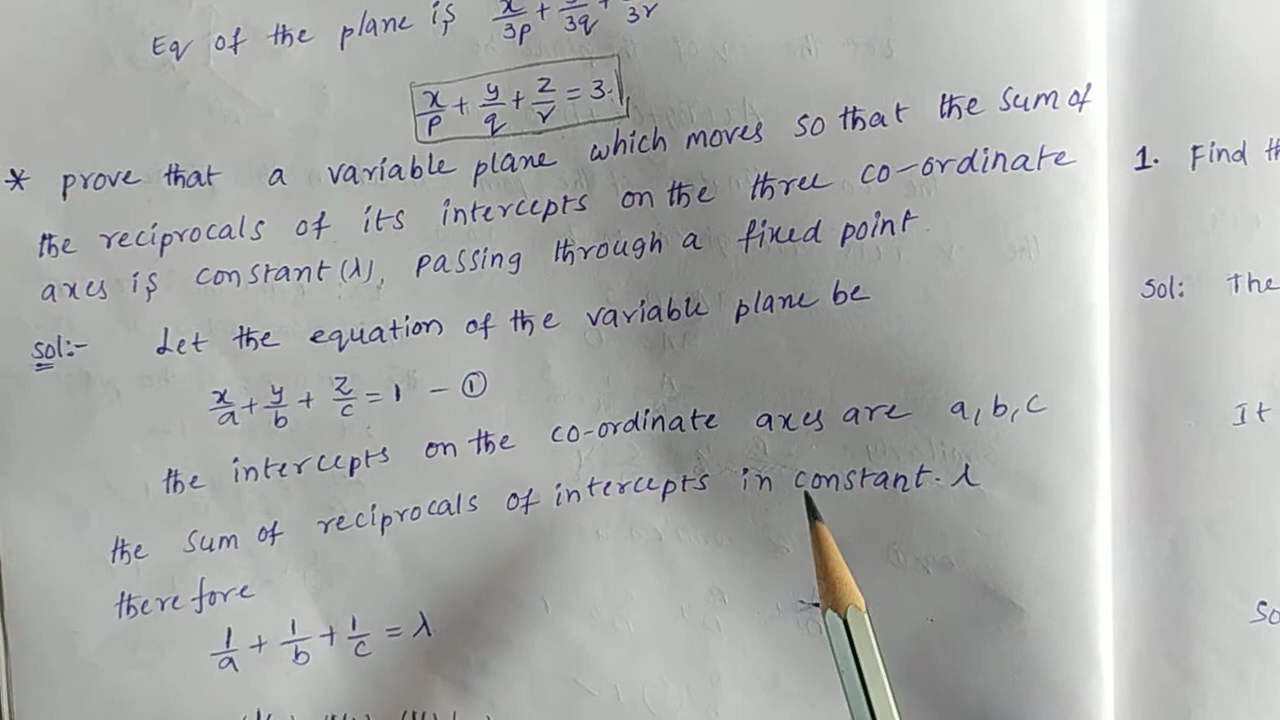 Eq of the plane is x/3p + /3q + /3r
x/p + y/q + z/r = 3.
* prove that a variable plane which moves so that the sum of
the reciprocals of its intercepts on the three co-ordinate
axes is constant (λ), passing through a fixed point.
sol:- Let the equation of the variable plane be
x/a + y/b + z/c = 1 - ①
the intercepts on the co-ordinate axes are a, b, c
the sum of reciprocals of intercepts in constant. λ
therefore
1/a + 1/b + 1/c = λ
1. Find
Sol: The
It
So